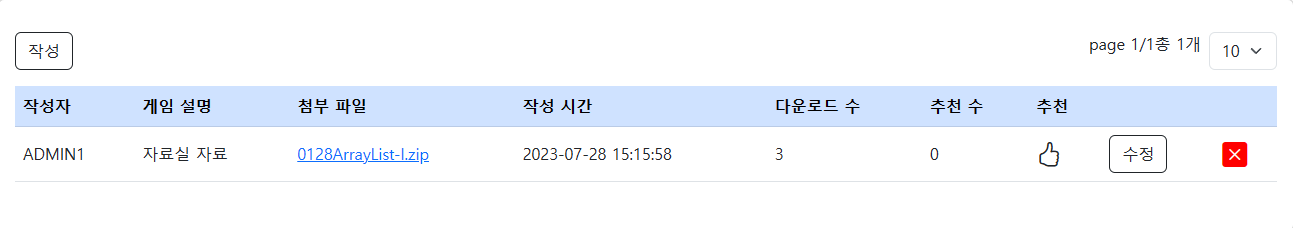 작성
page 1/1총 1개 10
작성자 게임 설명 첨부 파일 작성 시간 다운로드 수 추천 수 추천
ADMIN1 자료실 자료 0128ArrayList-I.zip 2023-07-28 15:15:58 3 0 수정